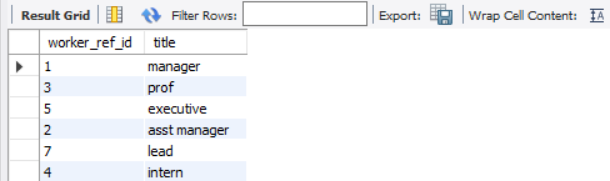 Result Grid Filter Rows: Export: Wrap Cell Content: IA
worker_ref_id title
1 manager
3 prof
5 executive
2 asst manager
7 lead
4 intern